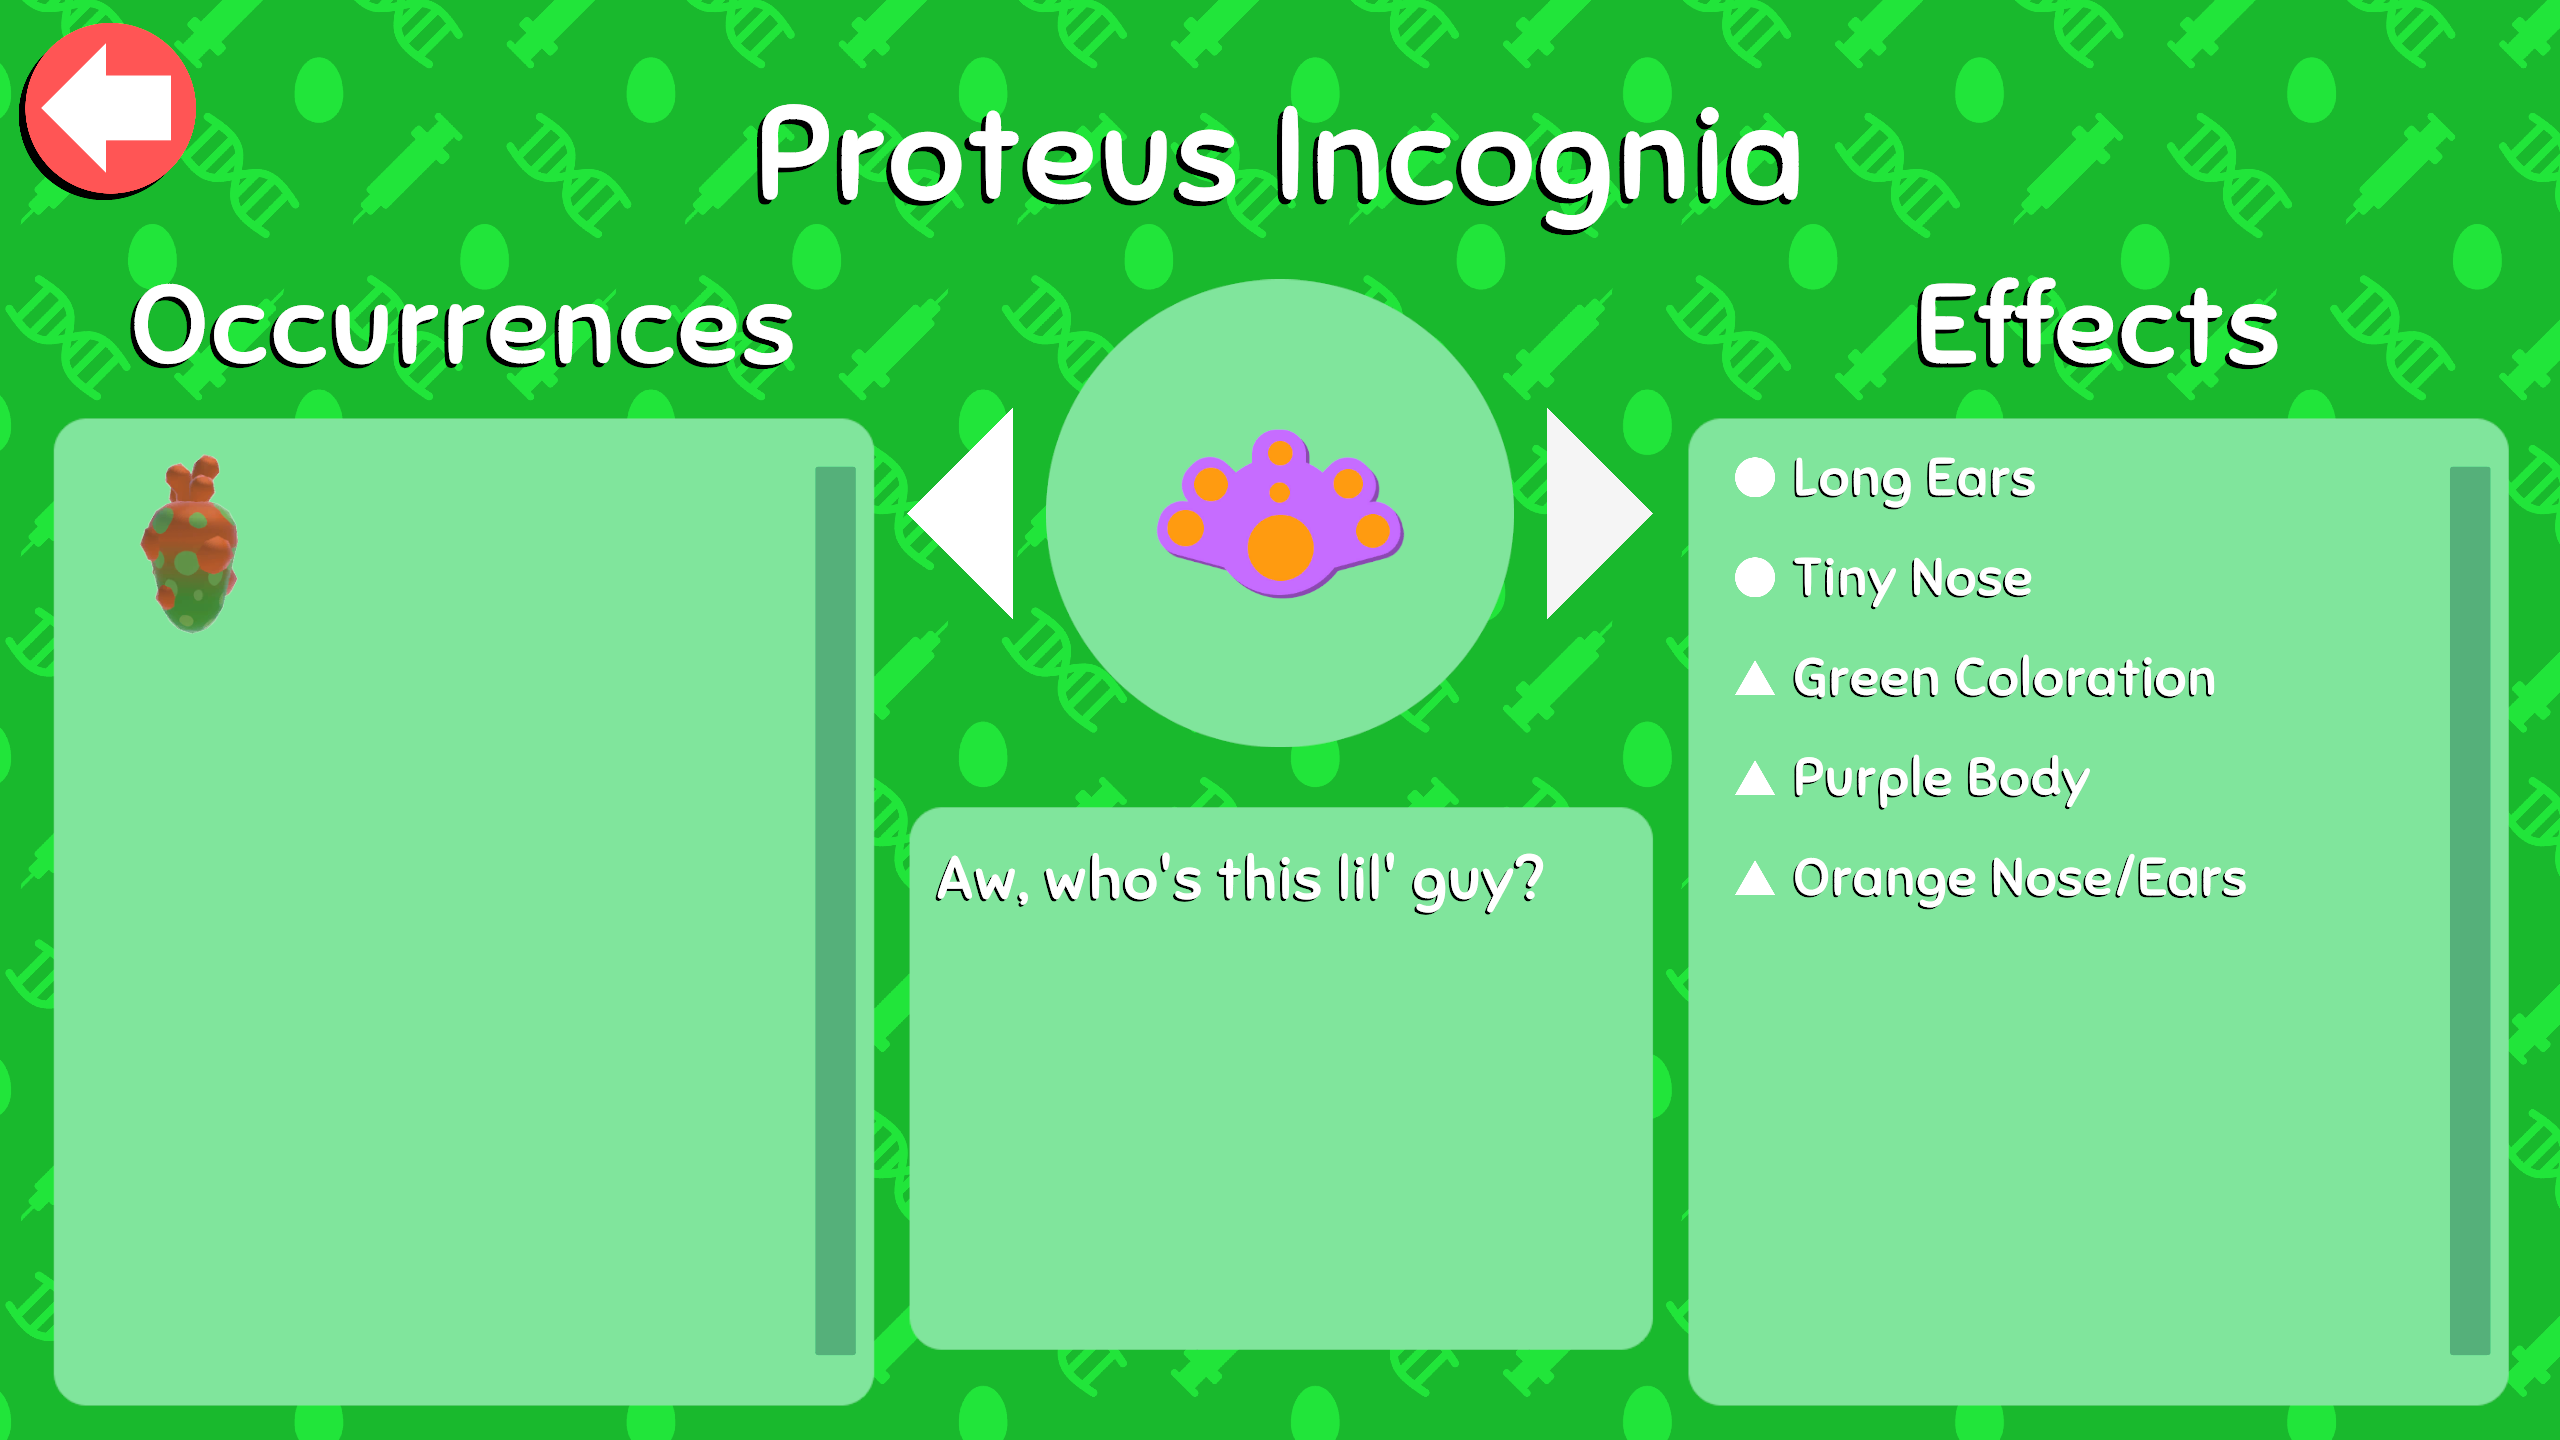 Proteus Incognia
Occurrences
Effects
Long Ears
Tiny Nose
Green Coloration
Purple Body
Orange Nose/Ears
Aw, who's this lil' guy?